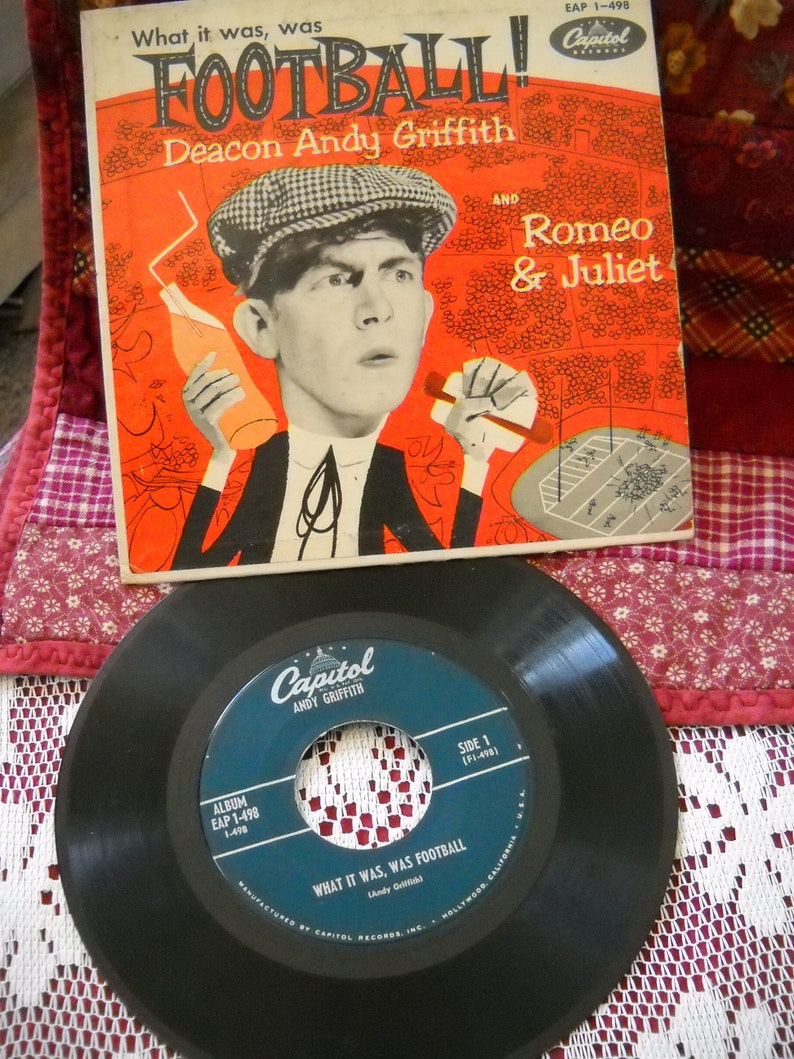 What it was, was
FOOTBALL!
EAP 1-498
Capitol
RECORDS
Deacon Andy Griffith
AND
Romeo
& Juliet
Capitol
ANDY GRIFFITH
SIDE 1
(F1-498)
ALBUM
EAP 1-498
1-498
WHAT IT WAS, WAS FOOTBALL
(Andy Griffith)
MANUFACTURED BY CAPITOL RECORDS, INC. • HOLLYWOOD, CALIFORNIA • U.S.A.